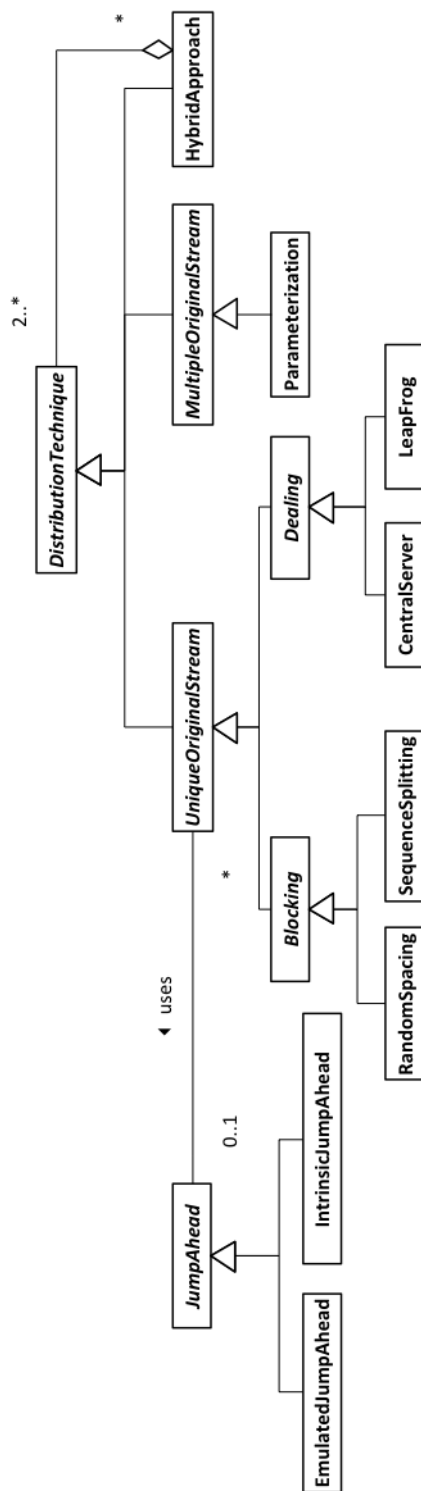 DistributionTechnique
2..*
*
UniqueOriginalStream
MultipleOriginalStream
HybridApproach
JumpAhead
◄ uses
0..1
*
Blocking
Dealing
Parameterization
EmulatedJumpAhead
IntrinsicJumpAhead
RandomSpacing
SequenceSplitting
CentralServer
LeapFrog